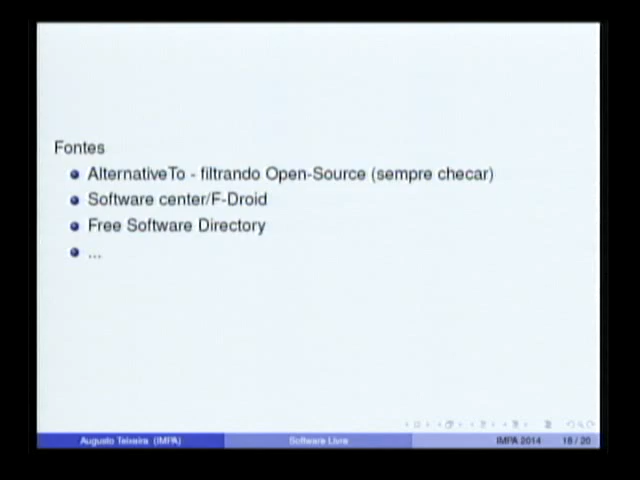 Fontes
AlternativeTo - filtrando Open-Source (sempre checar)
Software center/F-Droid
Free Software Directory
...
Augusto Teixeira (IMPA)
Software Livre
IMPA 2014
18 / 20